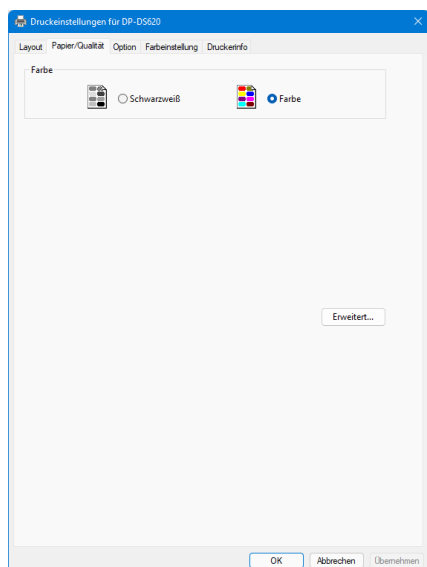 Druckeinstellungen für DP-DS620
Layout Papier/Qualität Option Farbeinstellung Druckerinfo
Farbe
Schwarzweiß Farbe
Erweitert...
OK Abbrechen Übernehmen